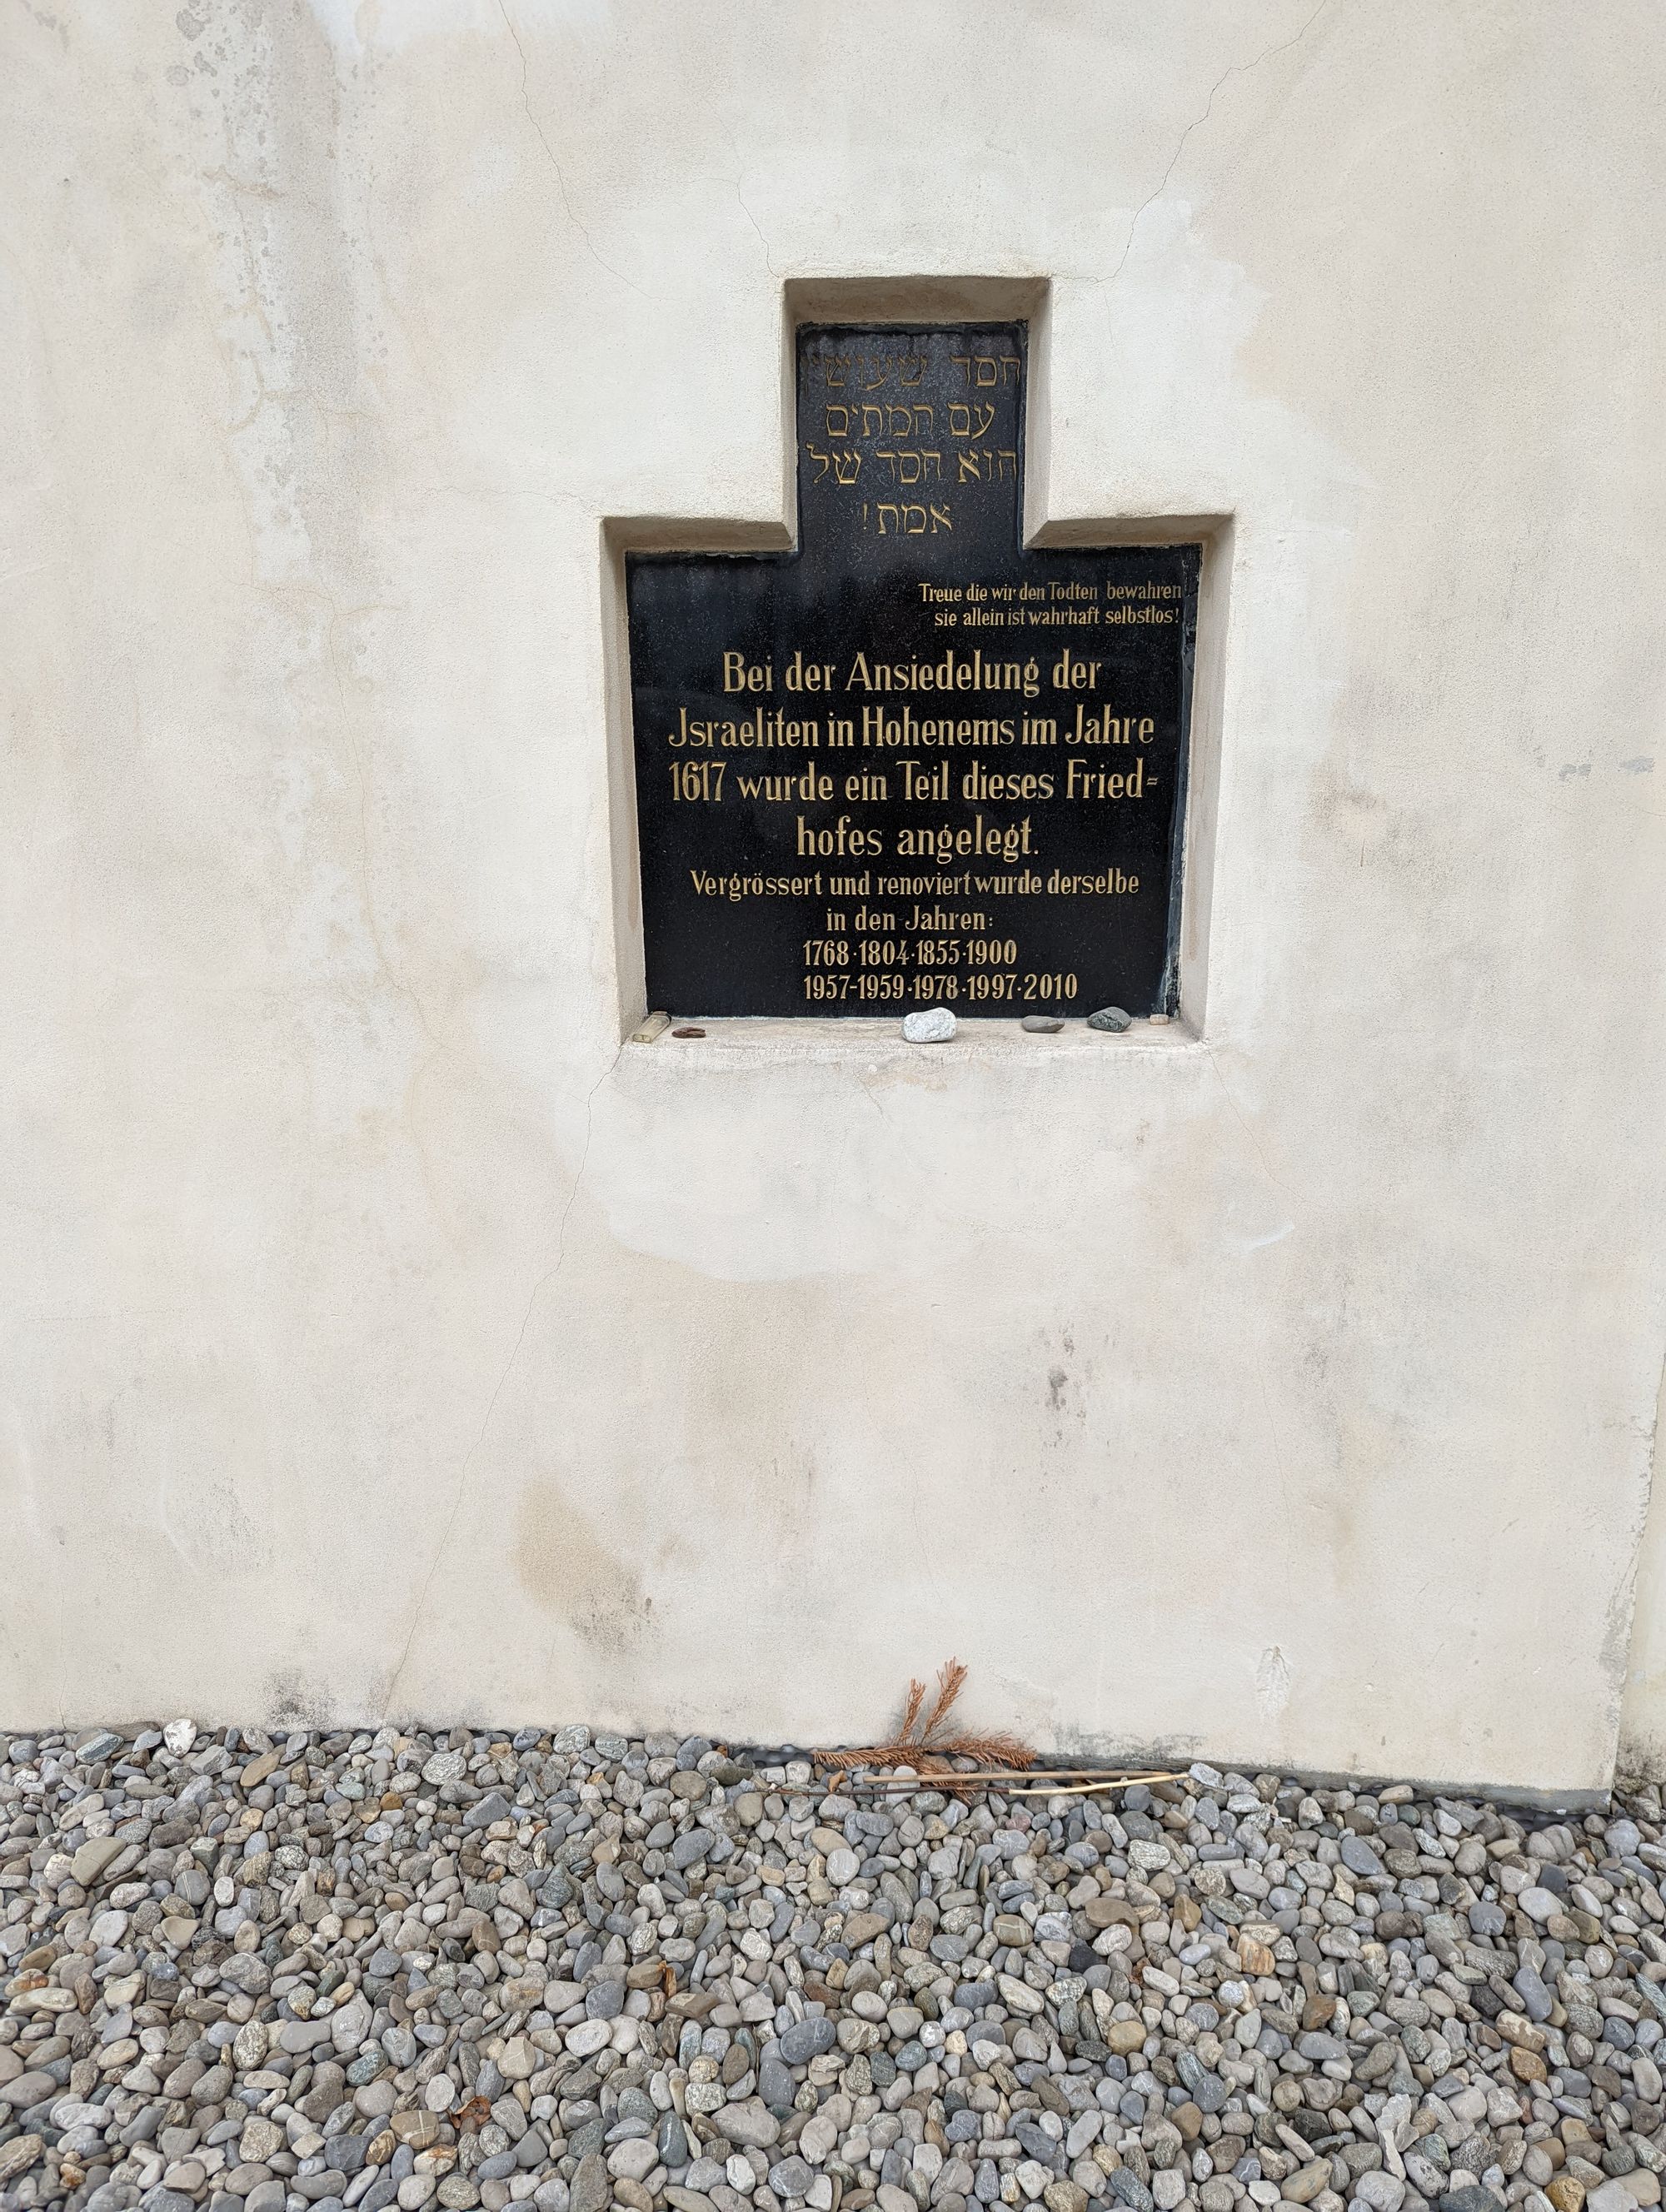 חסד שעושי׳
עם המתים
הוא חסד של
אמת!
Treue die wir den Todten bewahren
sie allein ist wahrhaft selbstlos!
Bei der Ansiedelung der
Jsraeliten in Hohenems im Jahre
1617 wurde ein Teil dieses Fried=
hofes angelegt.
Vergrössert und renoviert wurde derselbe
in den Jahren:
1768·1804·1855·1900
1957-1959·1978·1997·2010